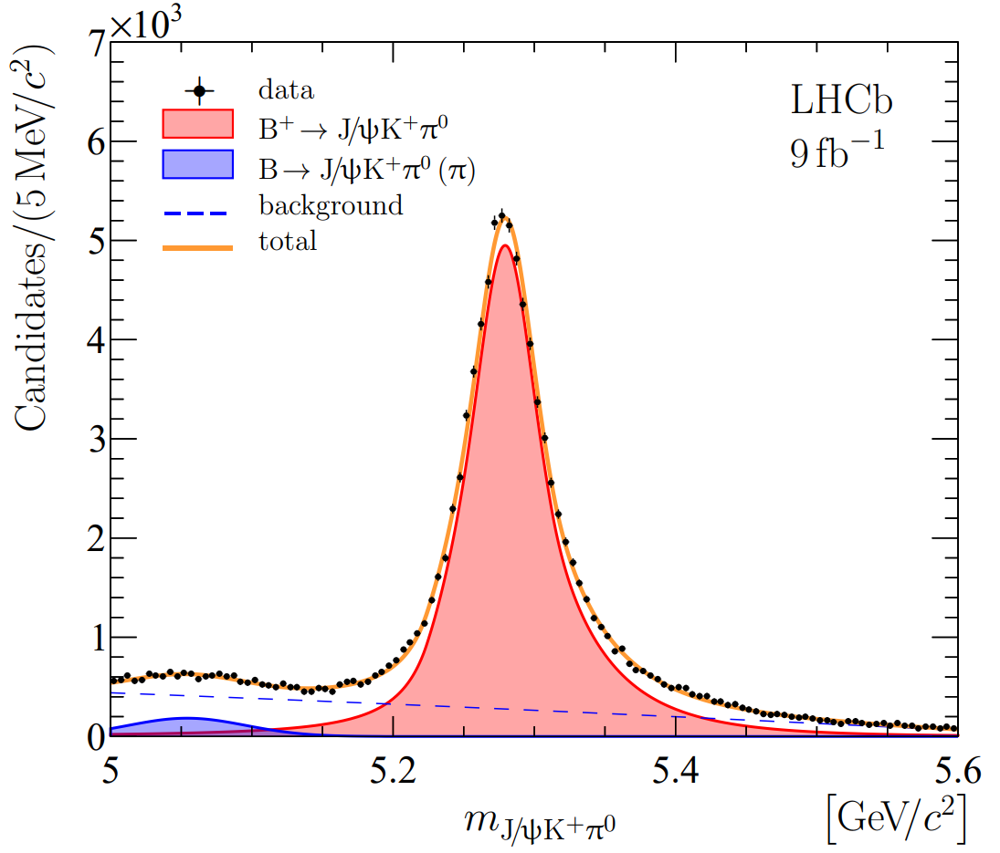 7×10³
6
5
4
3
2
1
0
Candidates/(5 MeV/c²)
data
B⁺ → J/ψK⁺π⁰
B → J/ψK⁺π⁰ (π)
background
total
LHCb
9 fb⁻¹
5 5.2 5.4 5.6
m_{J/ψK⁺π⁰} [GeV/c²]